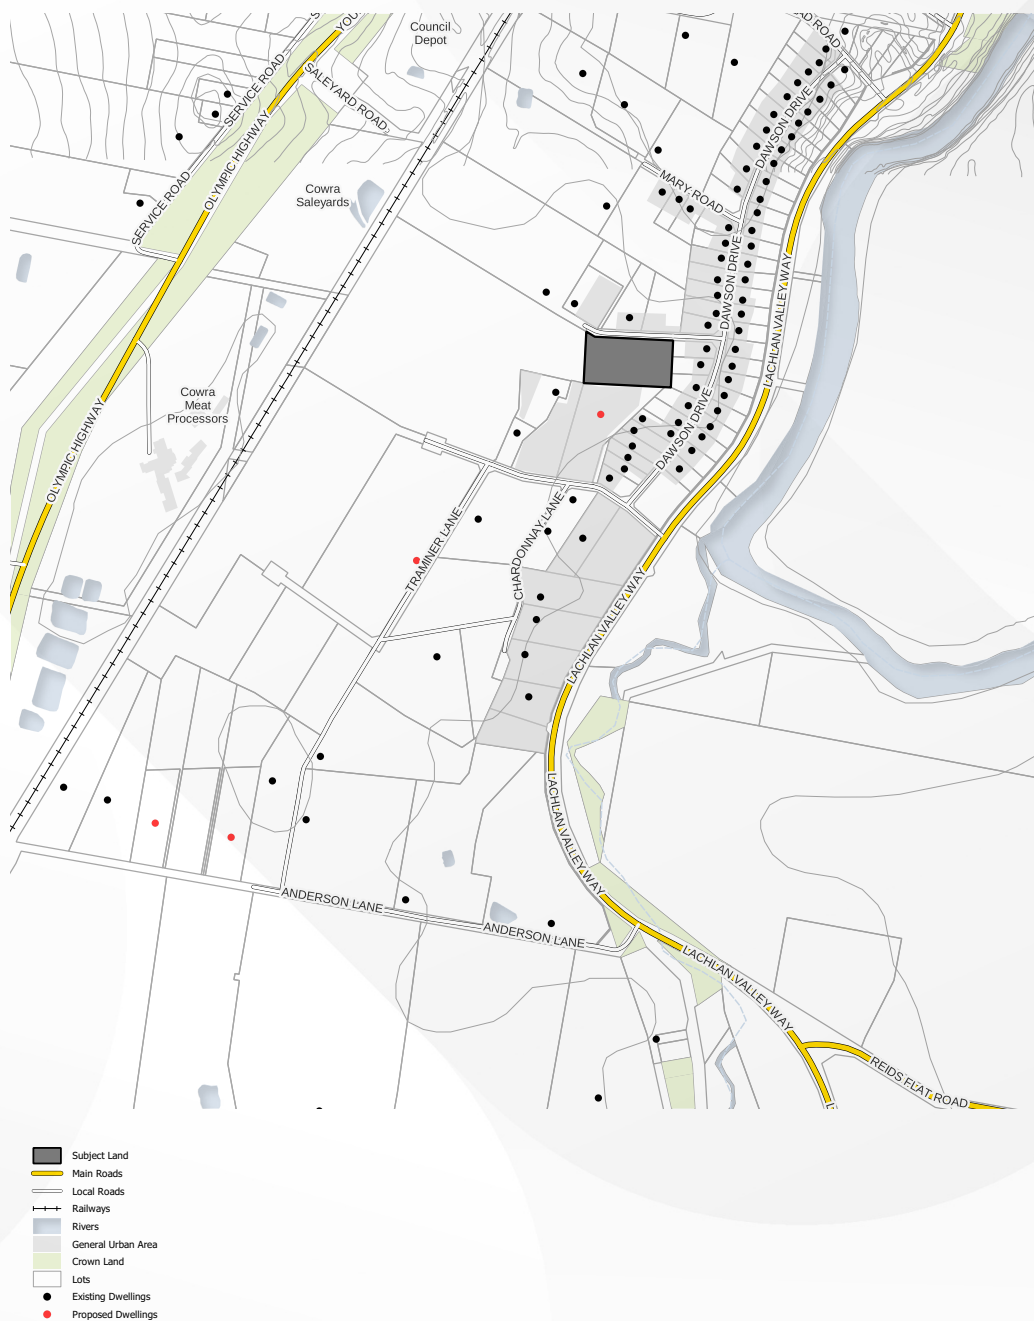 Council
Depot
YOU
AD ROAD
SERVICE ROAD
SALEYARD ROAD
OLYMPIC HIGHWAY
DAWSON DRIVE
MARY ROAD
Cowra
Saleyards
SERVICE ROAD
DAWSON DRIVE
LACHLAN VALLEY WAY
Cowra
Meat
Processors
OLYMPIC HIGHWAY
DAWSON DRIVE
TRAMINER LANE
CHARDONNAY LANE
LACHLAN VALLEY WAY
LACHLAN VALLEY WAY
ANDERSON LANE
ANDERSON LANE
LACHLAN VALLEY WAY
REIDS FLAT ROAD
L
Subject Land
Main Roads
Local Roads
Railways
Rivers
General Urban Area
Crown Land
Lots
Existing Dwellings
Proposed Dwellings